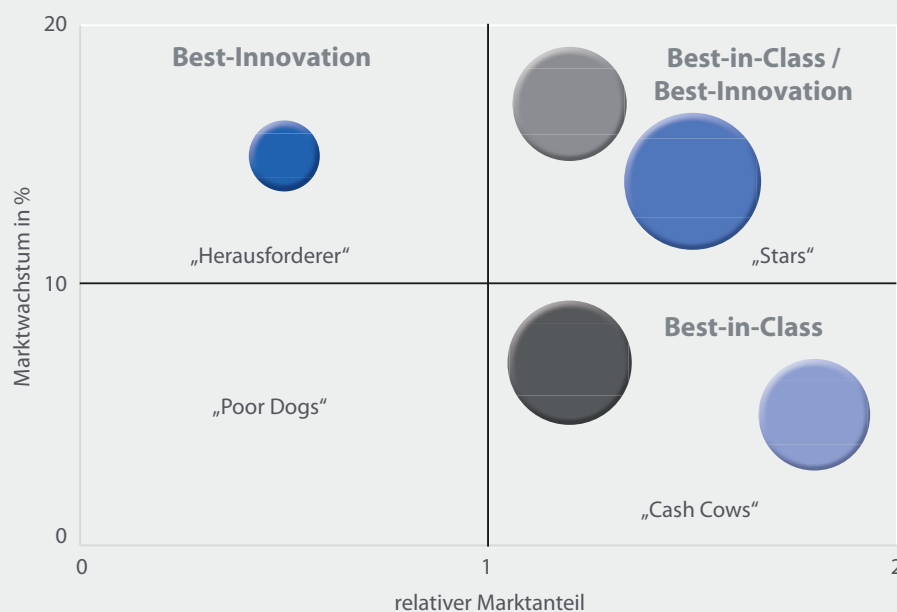 20
Best-Innovation
Best-in-Class /
Best-Innovation
„Herausforderer“
„Stars“
Marktwachstum in %
10
Best-in-Class
„Poor Dogs“
„Cash Cows“
0
0
1
2
relativer Marktanteil